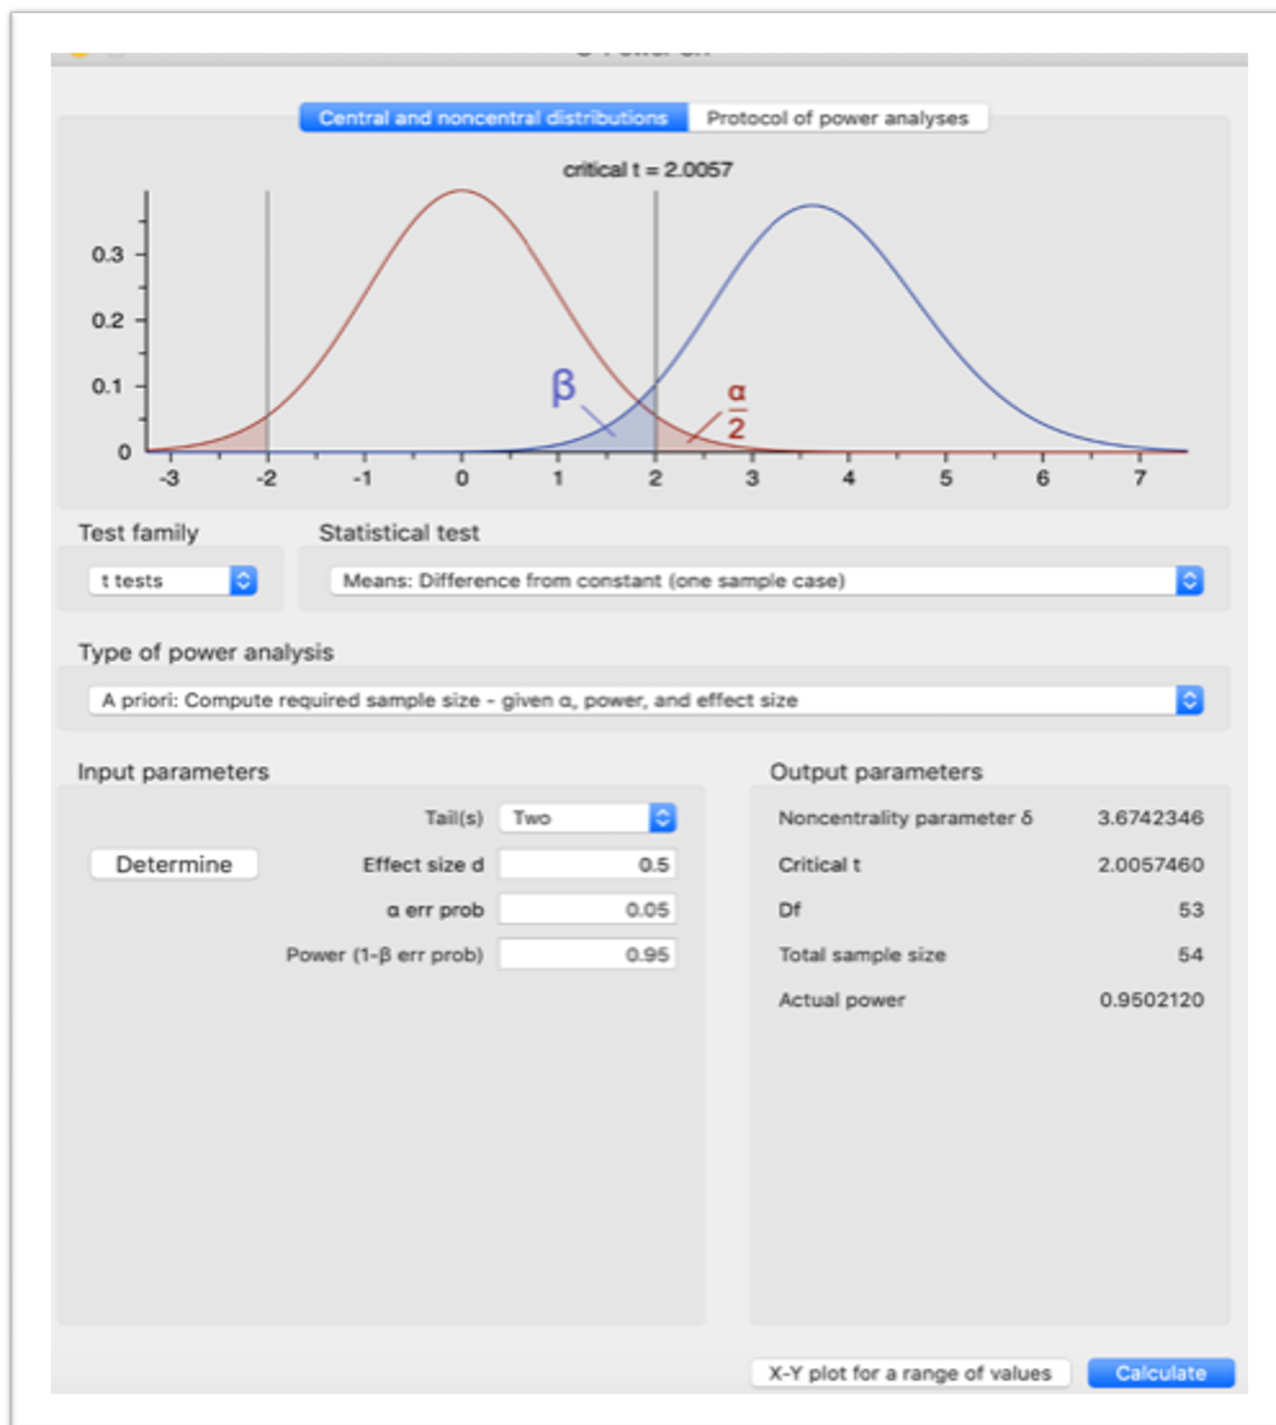 Central and noncentral distributions Protocol of power analyses
critical t = 2.0057
0.3
0.2
0.1
0
β
α
2
-3 -2 -1 0 1 2 3 4 5 6 7
Test family Statistical test
t tests Means: Difference from constant (one sample case)
Type of power analysis
A priori: Compute required sample size - given α, power, and effect size
Input parameters Output parameters
Tail(s) Two Noncentrality parameter δ 3.6742346
Determine Effect size d 0.5 Critical t 2.0057460
α err prob 0.05 Df 53
Power (1-β err prob) 0.95 Total sample size 54
Actual power 0.9502120
X-Y plot for a range of values Calculate